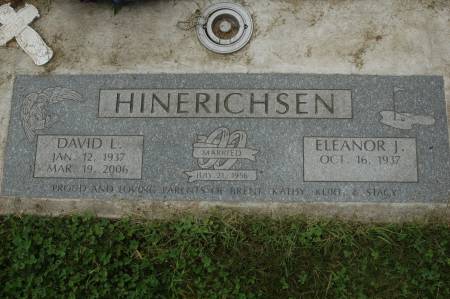 HINERICHSEN
DAVID L.
JAN. 12, 1937
MAR. 19, 2006
MARRIED
JULY 21, 1956
ELEANOR J.
OCT. 16, 1937
PROUD AND LOVING PARENTS OF BRENT, KATHY, KURT, & STACY